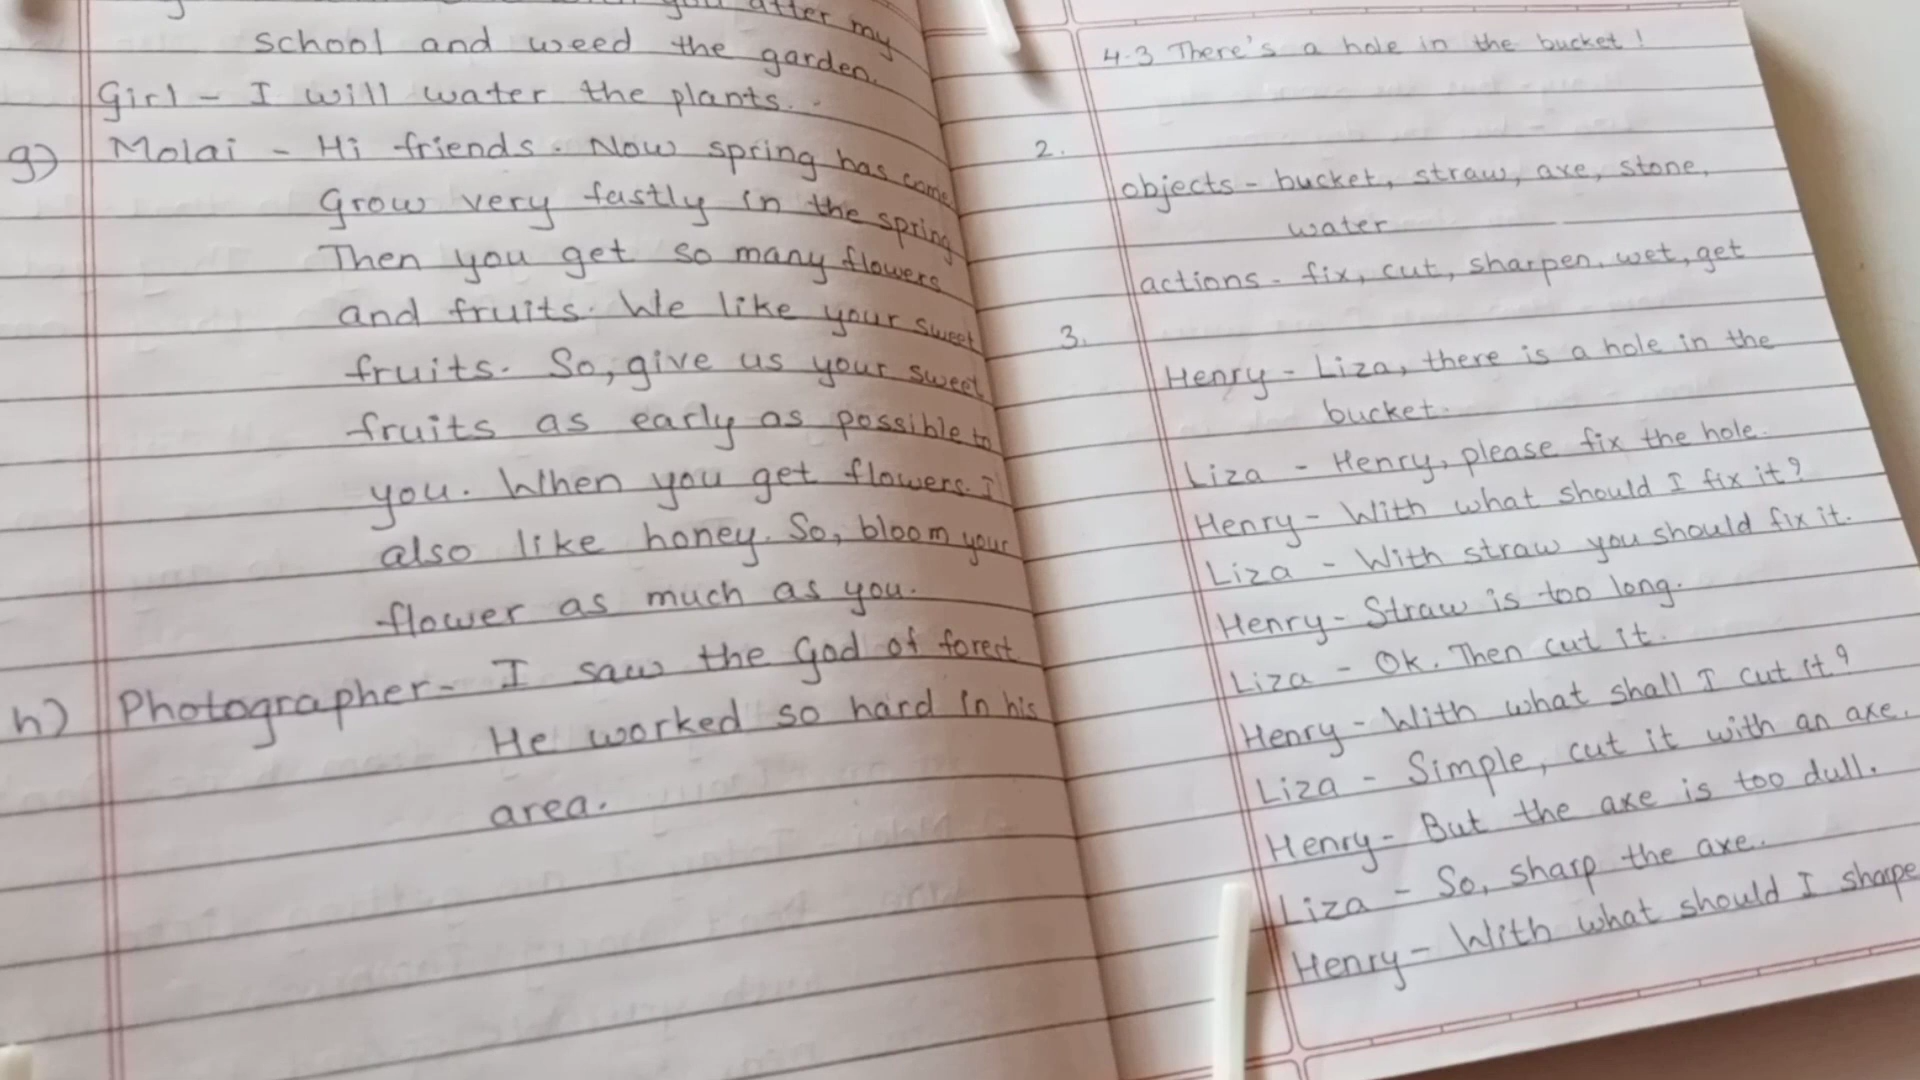 you after my
school and weed the garden.
Girl - I will water the plants.
g) Molai - Hi friends. Now spring has come
Grow very fastly in the spring
Then you get so many flowers
and fruits. We like your sweet
fruits. So, give us your sweet
fruits as early as possible to
you. When you get flowers. I
also like honey. So, bloom your
flower as much as you.
h) Photographer - I saw the God of forest
He worked so hard in his
area.
4.3 There's a hole in the bucket!
2.
objects - bucket, straw, axe, stone,
water
actions - fix, cut, sharpen, wet, get
3.
Henry - Liza, there is a hole in the
bucket.
Liza - Henry, please fix the hole.
Henry - With what should I fix it?
Liza - With straw you should fix it.
Henry - Straw is too long.
Liza - Ok. Then cut it.
Henry - With what shall I cut it?
Liza - Simple, cut it with an axe.
Henry - But the axe is too dull.
Liza - So, sharp the axe.
Henry - With what should I sharpe